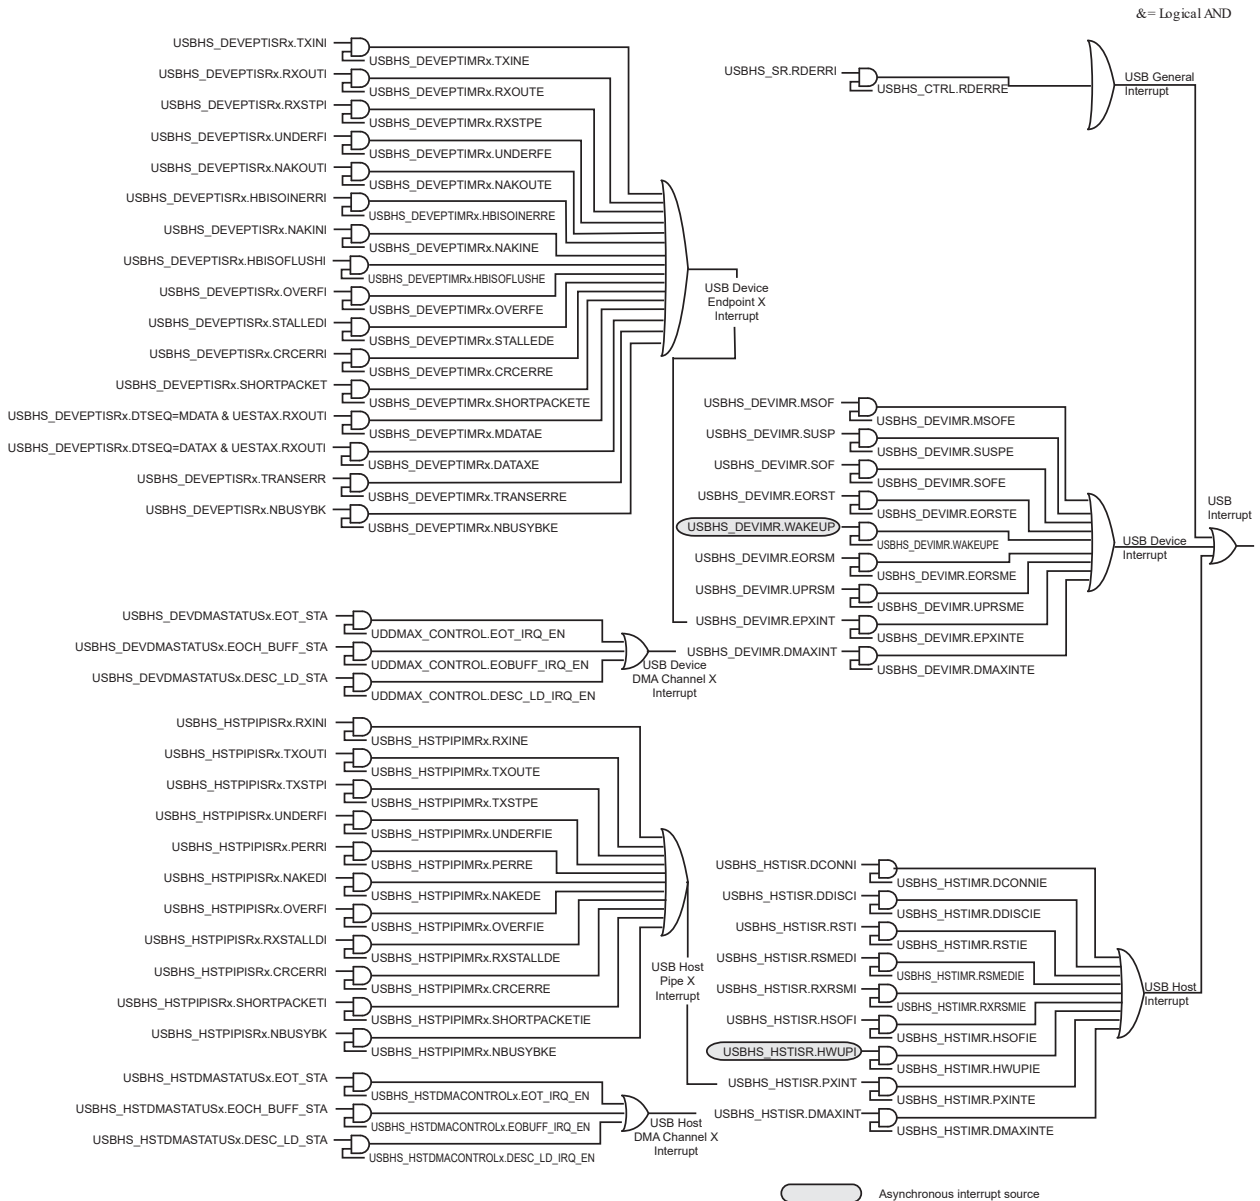 &= Logical AND
USBHS_DEVEPTISRx.TXINI
USBHS_DEVEPTIMRx.TXINE
USBHS_DEVEPTISRx.RXOUTI
USBHS_DEVEPTIMRx.RXOUTE
USBHS_DEVEPTISRx.RXSTPI
USBHS_DEVEPTIMRx.RXSTPE
USBHS_DEVEPTISRx.UNDERFI
USBHS_DEVEPTIMRx.UNDERFE
USBHS_DEVEPTISRx.NAKOUTI
USBHS_DEVEPTIMRx.NAKOUTE
USBHS_DEVEPTISRx.HBISOINERRI
USBHS_DEVEPTIMRx.HBISOINERRE
USBHS_DEVEPTISRx.NAKINI
USBHS_DEVEPTIMRx.NAKINE
USBHS_DEVEPTISRx.HBISOFLUSHI
USBHS_DEVEPTIMRx.HBISOFLUSHE
USBHS_DEVEPTISRx.OVERFI
USBHS_DEVEPTIMRx.OVERFE
USBHS_DEVEPTISRx.STALLEDI
USBHS_DEVEPTIMRx.STALLEDE
USBHS_DEVEPTISRx.CRCERRI
USBHS_DEVEPTIMRx.CRCERRE
USBHS_DEVEPTISRx.SHORTPACKET
USBHS_DEVEPTIMRx.SHORTPACKETE
USBHS_DEVEPTISRx.DTSEQ=MDATA & UESTAX.RXOUTI
USBHS_DEVEPTIMRx.MDATAE
USBHS_DEVEPTISRx.DTSEQ=DATAX & UESTAX.RXOUTI
USBHS_DEVEPTIMRx.DATAXE
USBHS_DEVEPTISRx.TRANSERR
USBHS_DEVEPTIMRx.TRANSERRE
USBHS_DEVEPTISRx.NBUSYBK
USBHS_DEVEPTIMRx.NBUSYBKE
USB Device
Endpoint X
Interrupt
USBHS_SR.RDERRI
USBHS_CTRL.RDERRE
USB General
Interrupt
USBHS_DEVIMR.MSOF
USBHS_DEVIMR.MSOFE
USBHS_DEVIMR.SUSP
USBHS_DEVIMR.SUSPE
USBHS_DEVIMR.SOF
USBHS_DEVIMR.SOFE
USBHS_DEVIMR.EORST
USBHS_DEVIMR.EORSTE
USBHS_DEVIMR.WAKEUP
USBHS_DEVIMR.WAKEUPE
USBHS_DEVIMR.EORSM
USBHS_DEVIMR.EORSME
USBHS_DEVIMR.UPRSM
USBHS_DEVIMR.UPRSME
USBHS_DEVIMR.EPXINT
USBHS_DEVIMR.EPXINTE
USBHS_DEVIMR.DMAXINT
USBHS_DEVIMR.DMAXINTE
USB Device
Interrupt
USB
Interrupt
USBHS_DEVDMASTATUSx.EOT_STA
UDDMAX_CONTROL.EOT_IRQ_EN
USBHS_DEVDMASTATUSx.EOCH_BUFF_STA
UDDMAX_CONTROL.EOBUFF_IRQ_EN
USBHS_DEVDMASTATUSx.DESC_LD_STA
UDDMAX_CONTROL.DESC_LD_IRQ_EN
USB Device
DMA Channel X
Interrupt
USBHS_HSTPIPISRx.RXINI
USBHS_HSTPIPIMRx.RXINE
USBHS_HSTPIPISRx.TXOUTI
USBHS_HSTPIPIMRx.TXOUTE
USBHS_HSTPIPISRx.TXSTPI
USBHS_HSTPIPIMRx.TXSTPE
USBHS_HSTPIPISRx.UNDERFI
USBHS_HSTPIPIMRx.UNDERFIE
USBHS_HSTPIPISRx.PERRI
USBHS_HSTPIPIMRx.PERRE
USBHS_HSTPIPISRx.NAKEDI
USBHS_HSTPIPIMRx.NAKEDE
USBHS_HSTPIPISRx.OVERFI
USBHS_HSTPIPIMRx.OVERFIE
USBHS_HSTPIPISRx.RXSTALLDI
USBHS_HSTPIPIMRx.RXSTALLDE
USBHS_HSTPIPISRx.CRCERRI
USBHS_HSTPIPIMRx.CRCERRE
USBHS_HSTPIPISRx.SHORTPACKETI
USBHS_HSTPIPIMRx.SHORTPACKETIE
USBHS_HSTPIPISRx.NBUSYBK
USBHS_HSTPIPIMRx.NBUSYBKE
USB Host
Pipe X
Interrupt
USBHS_HSTDMASTATUSx.EOT_STA
USBHS_HSTDMACONTROLx.EOT_IRQ_EN
USBHS_HSTDMASTATUSx.EOCH_BUFF_STA
USBHS_HSTDMACONTROLx.EOBUFF_IRQ_EN
USBHS_HSTDMASTATUSx.DESC_LD_STA
USBHS_HSTDMACONTROLx.DESC_LD_IRQ_EN
USB Host
DMA Channel X
Interrupt
USBHS_HSTISR.DCONNI
USBHS_HSTIMR.DCONNIE
USBHS_HSTISR.DDISCI
USBHS_HSTIMR.DDISCIE
USBHS_HSTISR.RSTI
USBHS_HSTIMR.RSTIE
USBHS_HSTISR.RSMEDI
USBHS_HSTIMR.RSMEDIE
USBHS_HSTISR.RXRSMI
USBHS_HSTIMR.RXRSMIE
USBHS_HSTISR.HSOFI
USBHS_HSTIMR.HSOFIE
USBHS_HSTISR.HWUPI
USBHS_HSTIMR.HWUPIE
USBHS_HSTISR.PXINT
USBHS_HSTIMR.PXINTE
USBHS_HSTISR.DMAXINT
USBHS_HSTIMR.DMAXINTE
USB Host
Interrupt
Asynchronous interrupt source